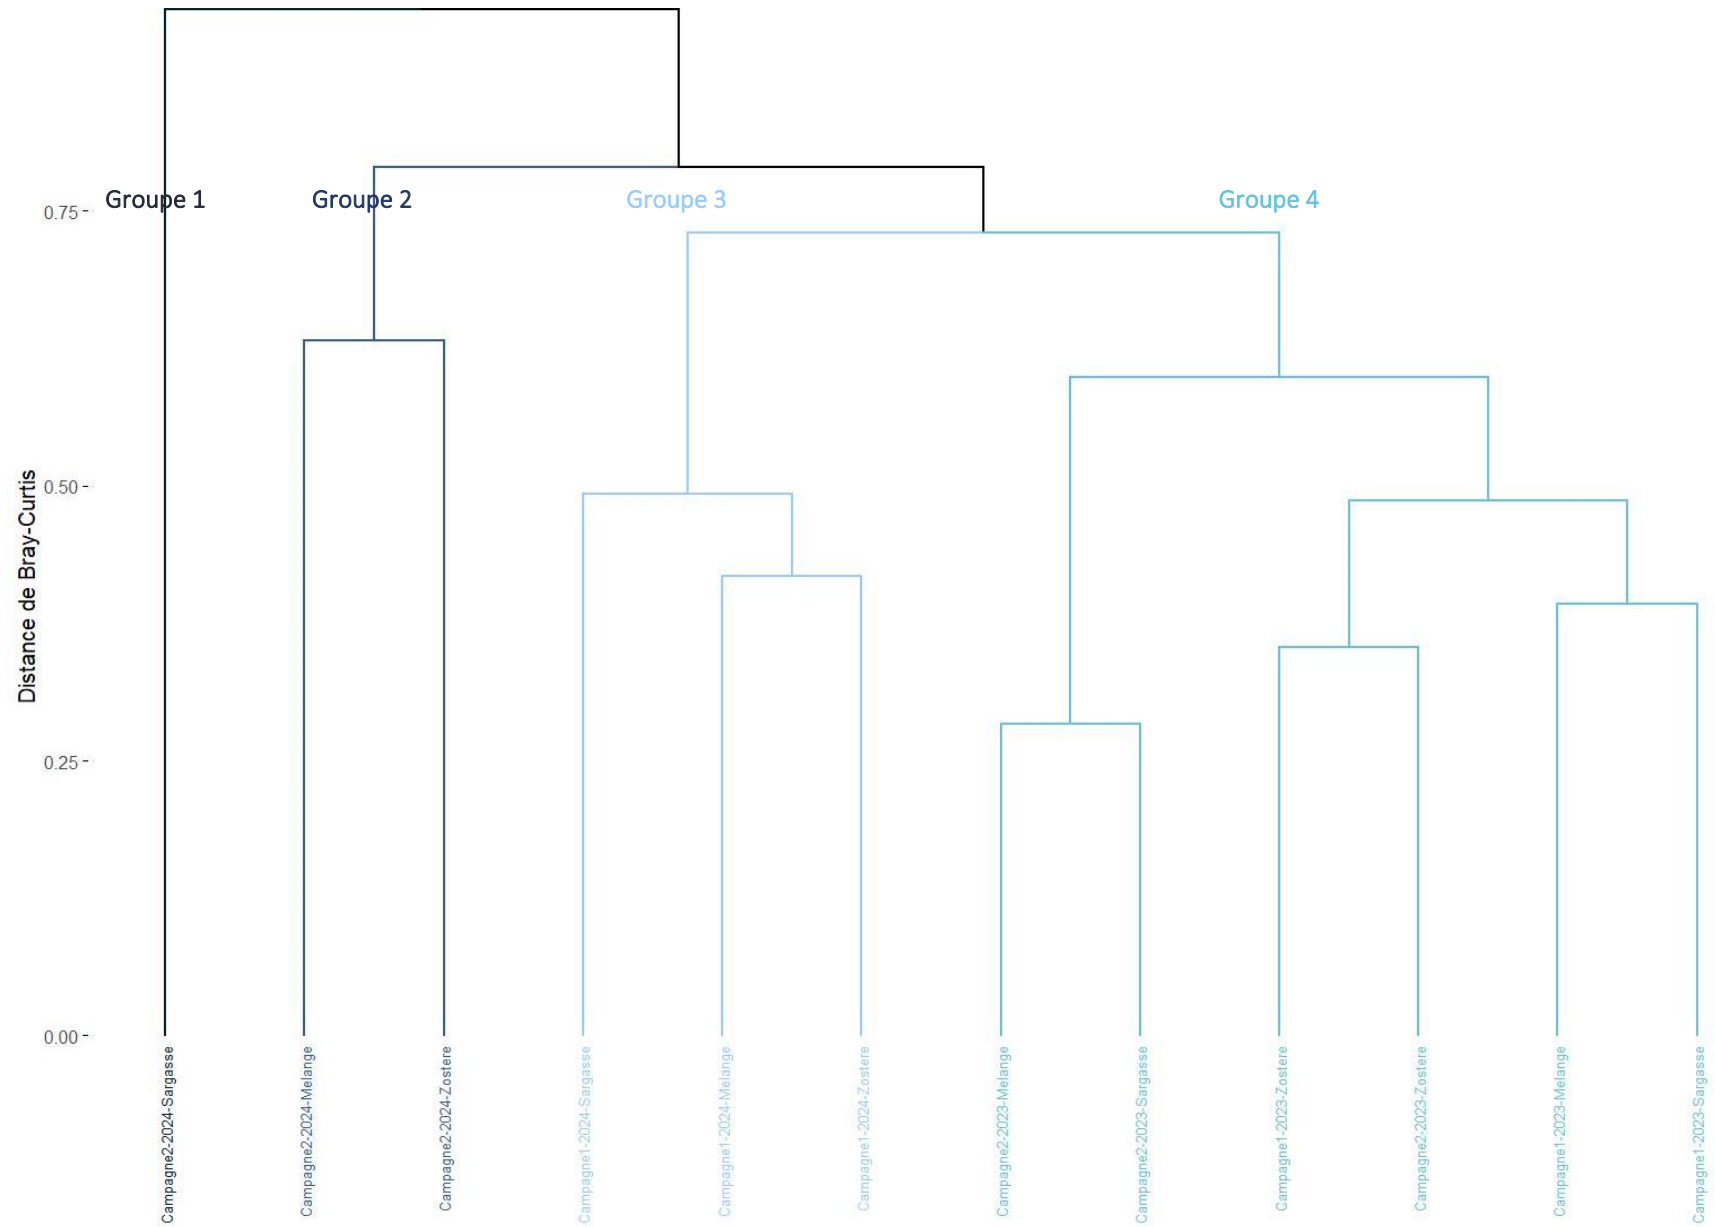 Groupe 1
Groupe 2
Groupe 3
Groupe 4
Distance de Bray-Curtis
0.75
0.50
0.25
0.00
Campagne2-2024-Sargasse
Campagne2-2024-Melange
Campagne2-2024-Zostere
Campagne1-2024-Sargasse
Campagne1-2024-Melange
Campagne1-2024-Zostere
Campagne2-2023-Melange
Campagne2-2023-Sargasse
Campagne1-2023-Zostere
Campagne2-2023-Zostere
Campagne1-2023-Melange
Campagne1-2023-Sargasse